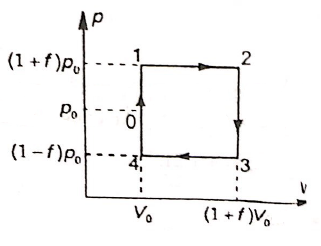 p
(1+f)p₀ 1 2
p₀ 0
(1−f)p₀ 4 3
V₀ (1+f)V₀ V